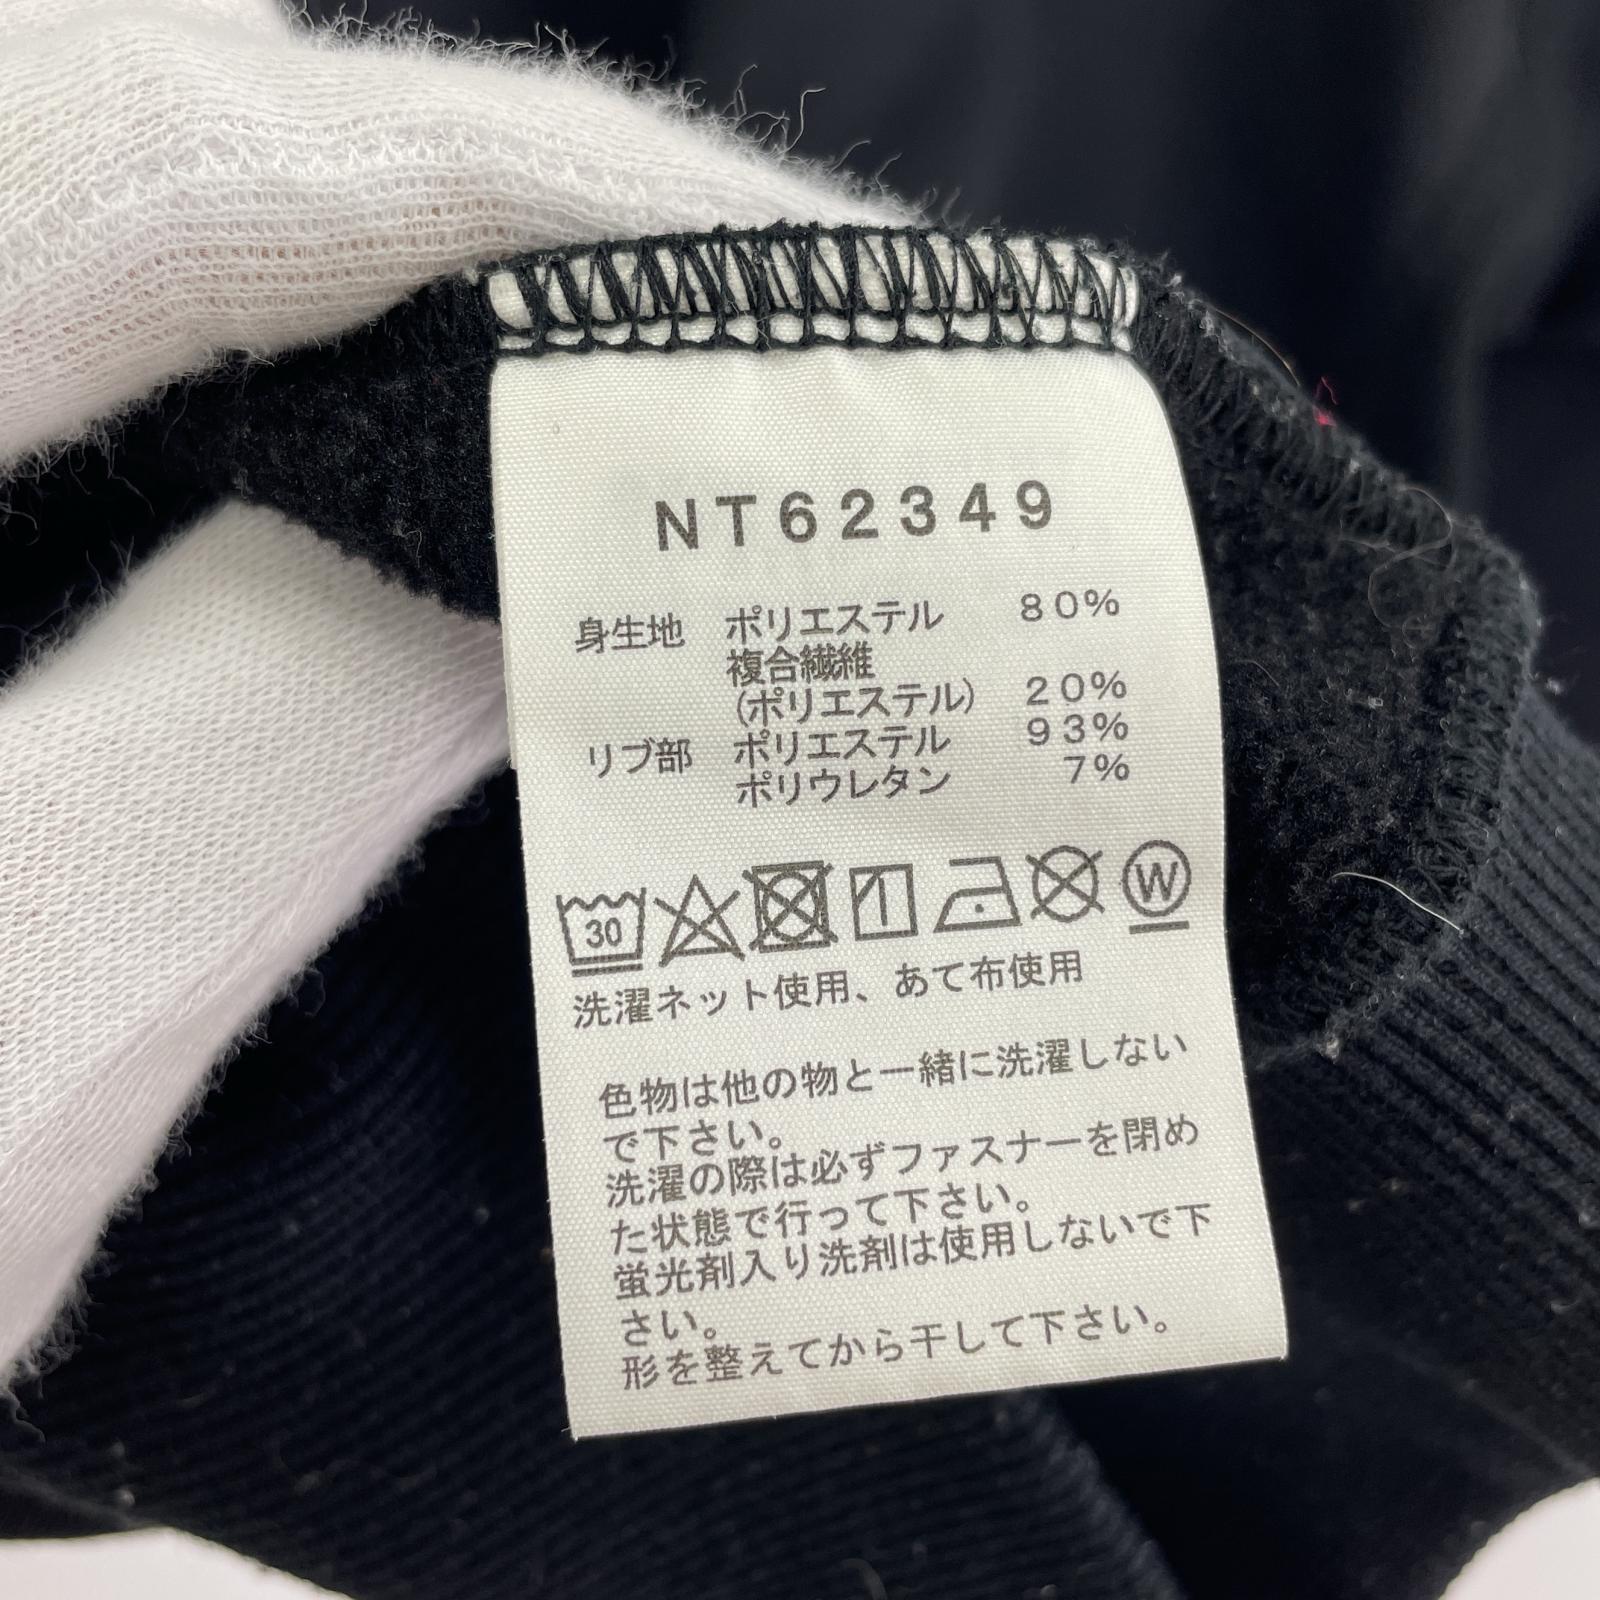 NT62349
身生地 ポリエステル 80%
複合繊維
(ポリエステル) 20%
リブ部 ポリエステル 93%
ポリウレタン 7%
30 W
洗濯ネット使用、あて布使用
色物は他の物と一緒に洗濯しない
で下さい。
洗濯の際は必ずファスナーを閉め
た状態で行って下さい。
蛍光剤入り洗剤は使用しないで下
さい。
形を整えてから干して下さい。